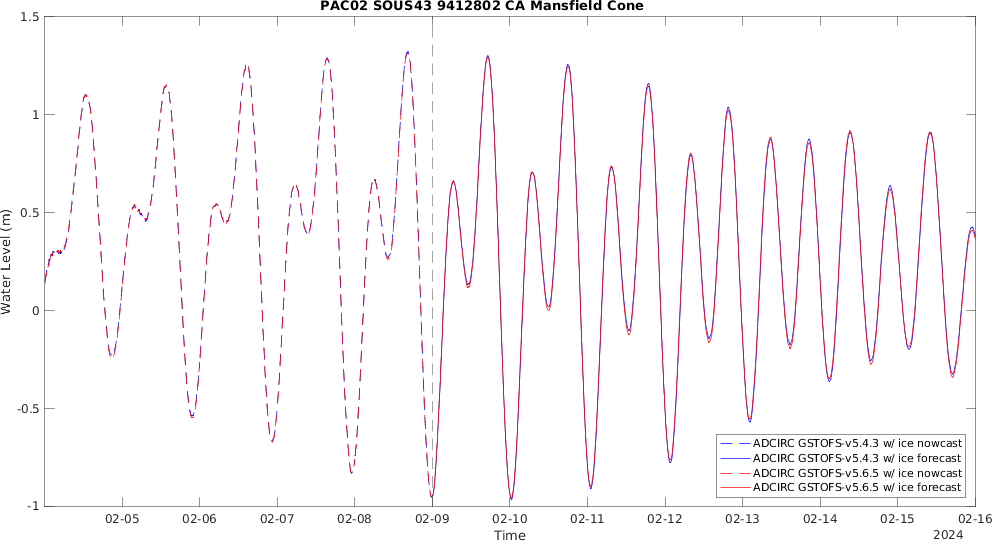 PAC02 SOUS43 9412802 CA Mansfield Cone
Water Level (m)
1.5
1
0.5
0
-0.5
-1
02-05 02-06 02-07 02-08 02-09 02-10 02-11 02-12 02-13 02-14 02-15 02-16
Time
2024
ADCIRC GSTOFS-v5.4.3 w/ ice nowcast
ADCIRC GSTOFS-v5.4.3 w/ ice forecast
ADCIRC GSTOFS-v5.6.5 w/ ice nowcast
ADCIRC GSTOFS-v5.6.5 w/ ice forecast